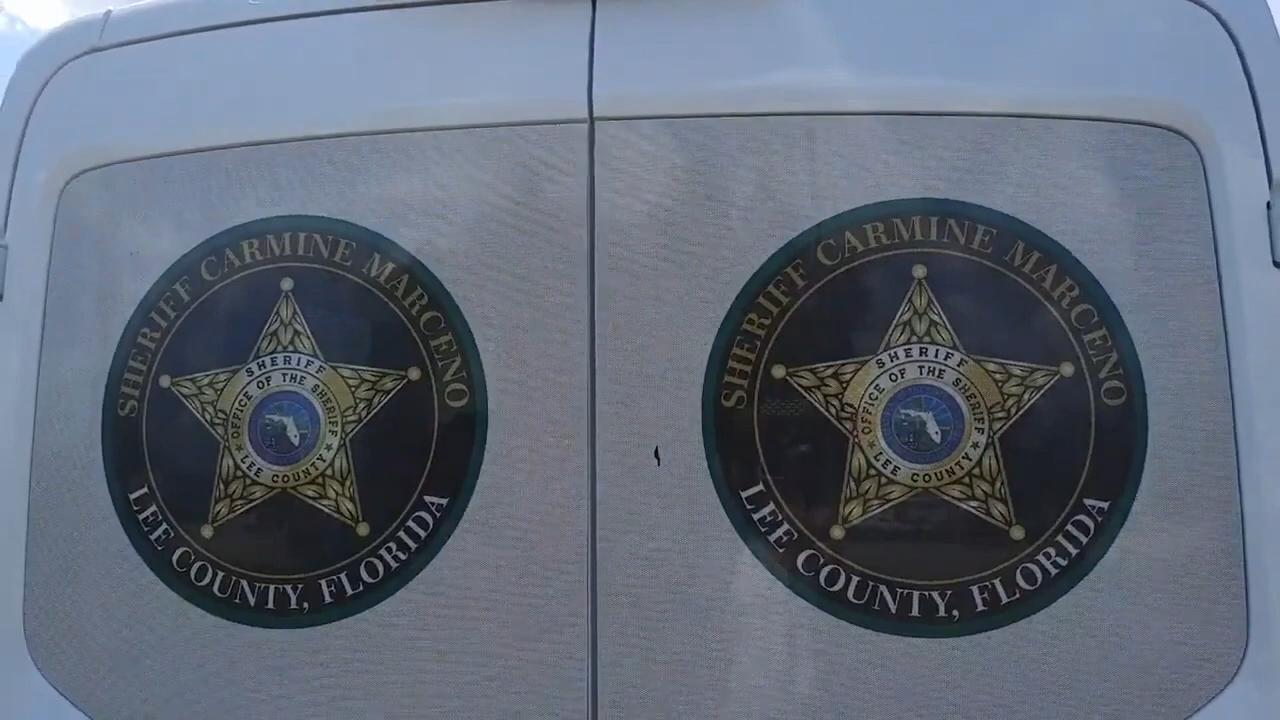 SHERIFF CARMINE MARCENO
SHERIFF
OFFICE OF THE SHERIFF
LEE COUNTY
LEE COUNTY, FLORIDA
SHERIFF CARMINE MARCENO
SHERIFF
OFFICE OF THE SHERIFF
LEE COUNTY
LEE COUNTY, FLORIDA